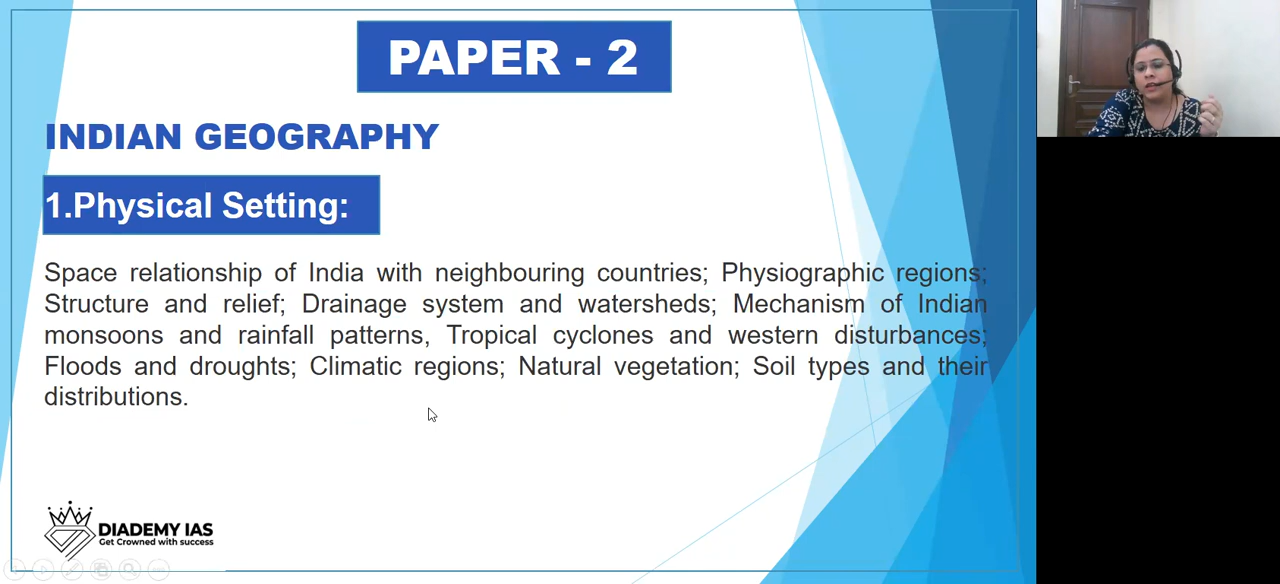 PAPER - 2
INDIAN GEOGRAPHY
1.Physical Setting:
Space relationship of India with neighbouring countries; Physiographic regions;
Structure and relief; Drainage system and watersheds; Mechanism of Indian
monsoons and rainfall patterns, Tropical cyclones and western disturbances;
Floods and droughts; Climatic regions; Natural vegetation; Soil types and their
distributions.
DIADEMY IAS
Get Crowned with success